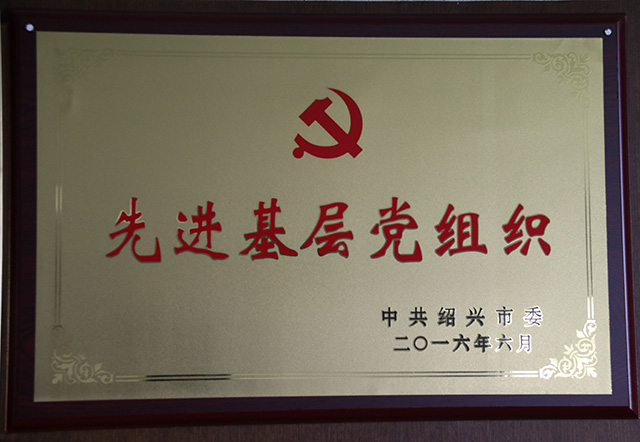 先进基层党组织
中共绍兴市委
二〇一六年六月